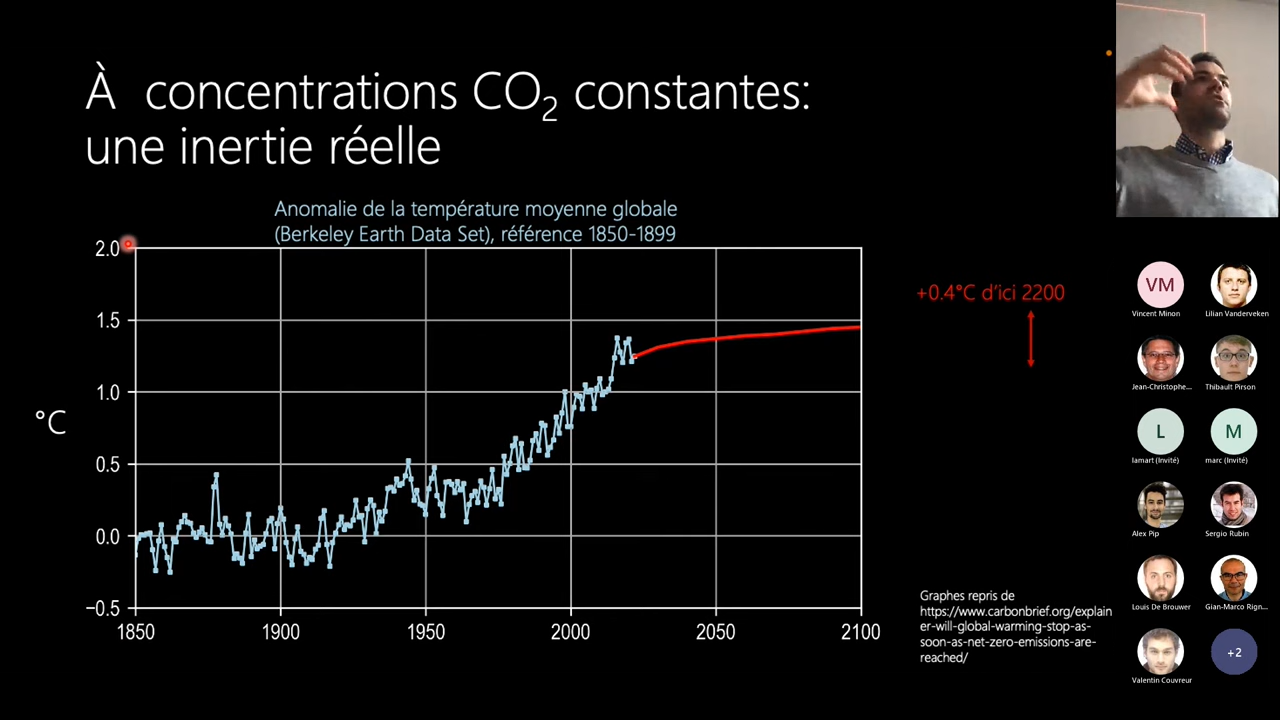 À concentrations CO₂ constantes:
une inertie réelle
Anomalie de la température moyenne globale
(Berkeley Earth Data Set), référence 1850-1899
2.0
1.5
1.0
0.5
0.0
−0.5
°C
1850
1900
1950
2000
2050
2100
+0.4°C d’ici 2200
Graphes repris de
https://www.carbonbrief.org/explain
er-will-global-warming-stop-as-
soon-as-net-zero-emissions-are-
reached/
VM
Vincent Minon
Lilian Vanderveken
Jean-Christophe...
Thibault Pirson
L
M
lamart (Invité)
marc (Invité)
Alex Pip
Sergio Rubin
Louis De Brouwer
Gian-Marco Rign...
+2
Valentin Couvreur